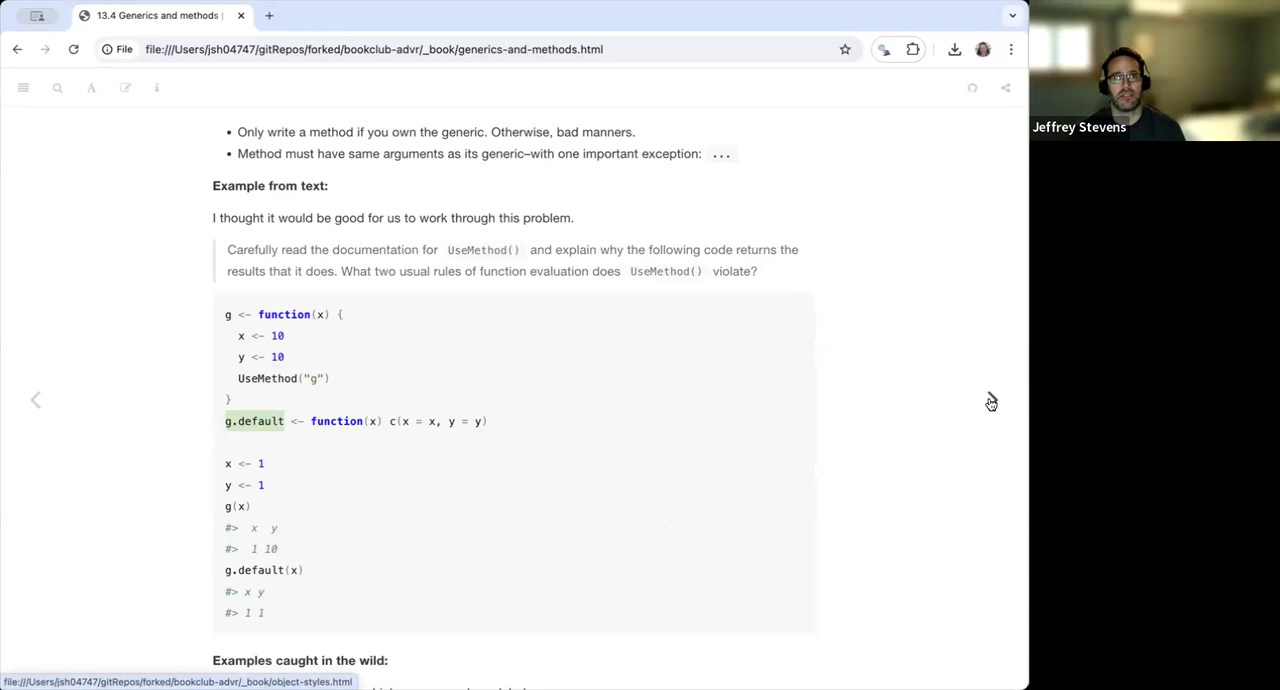 13.4 Generics and methods |
File
file:///Users/jsh04747/gitRepos/forked/bookclub-advr/_book/generics-and-methods.html
Jeffrey Stevens
• Only write a method if you own the generic. Otherwise, bad manners.
• Method must have same arguments as its generic–with one important exception: ...
Example from text:
I thought it would be good for us to work through this problem.
Carefully read the documentation for UseMethod() and explain why the following code returns the
results that it does. What two usual rules of function evaluation does UseMethod() violate?
g <- function(x) {
x <- 10
y <- 10
UseMethod("g")
}
g.default <- function(x) c(x = x, y = y)
x <- 1
y <- 1
g(x)
#> x y
#> 1 10
g.default(x)
#> x y
#> 1 1
Examples caught in the wild:
file:///Users/jsh04747/gitRepos/forked/bookclub-advr/_book/object-styles.html